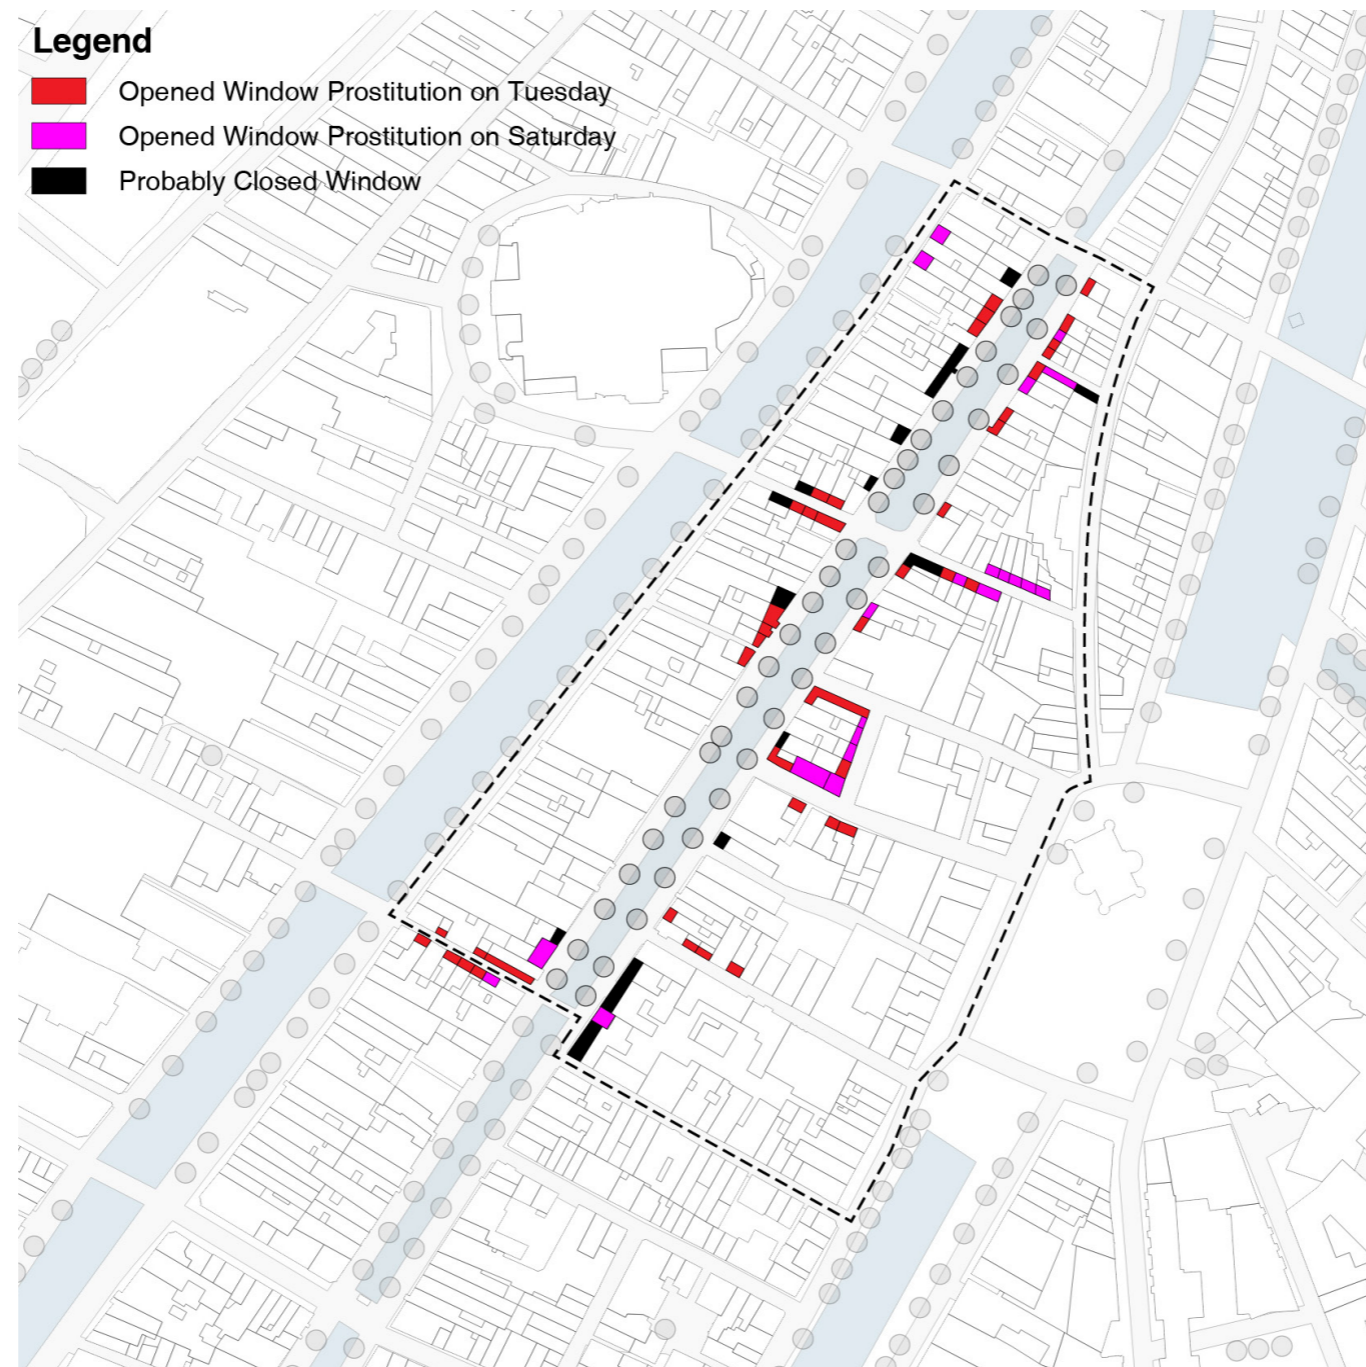 Legend
Opened Window Prostitution on Tuesday
Opened Window Prostitution on Saturday
Probably Closed Window